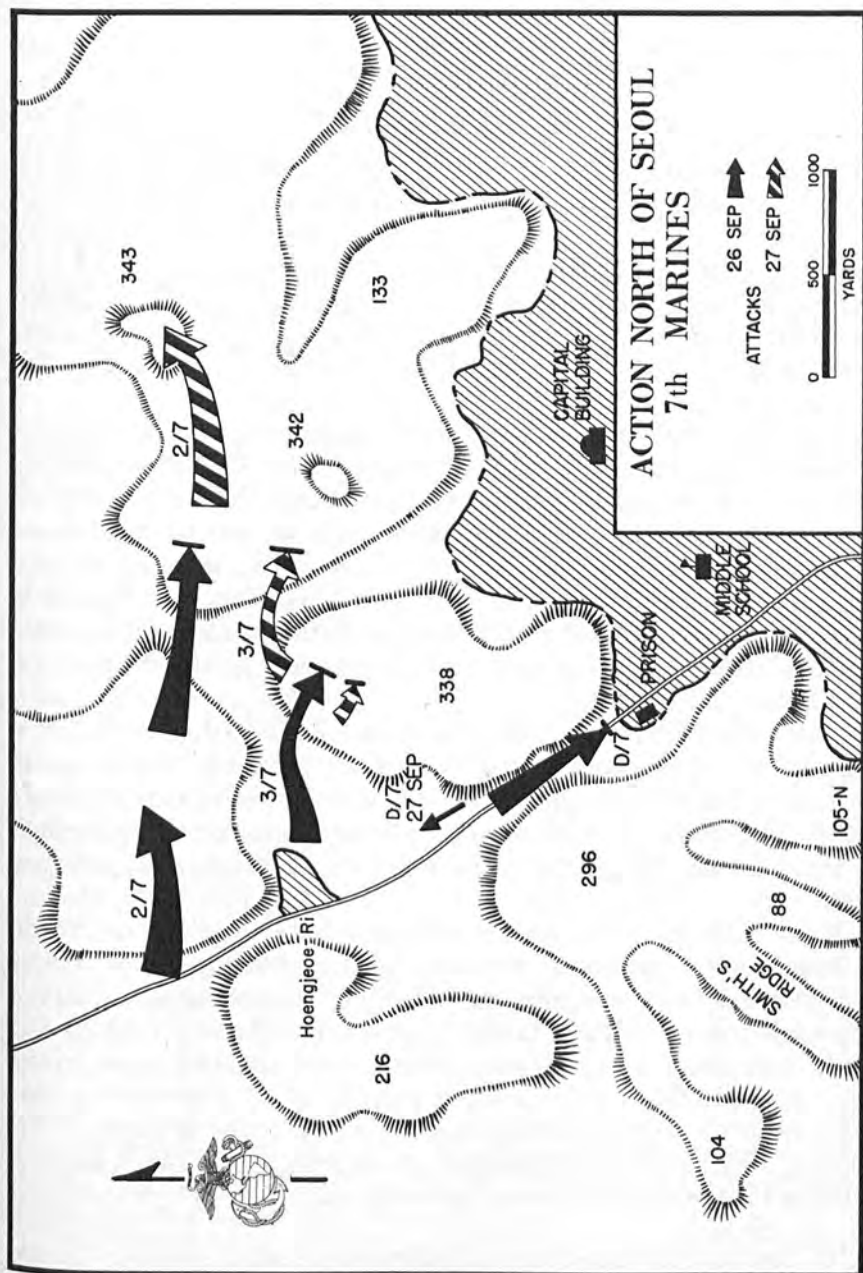 343
2/7
342
133
3/7
2/7
3/7
338
D/7
27 SEP
Hoengjeoe-Ri
216
D/7
PRISON
MIDDLE
SCHOOL
CAPITAL
BUILDING
296
104
SMITH'S
RIDGE
88
105-N
ACTION NORTH OF SEOUL
7th MARINES
ATTACKS
26 SEP
27 SEP
0
500
1000
YARDS